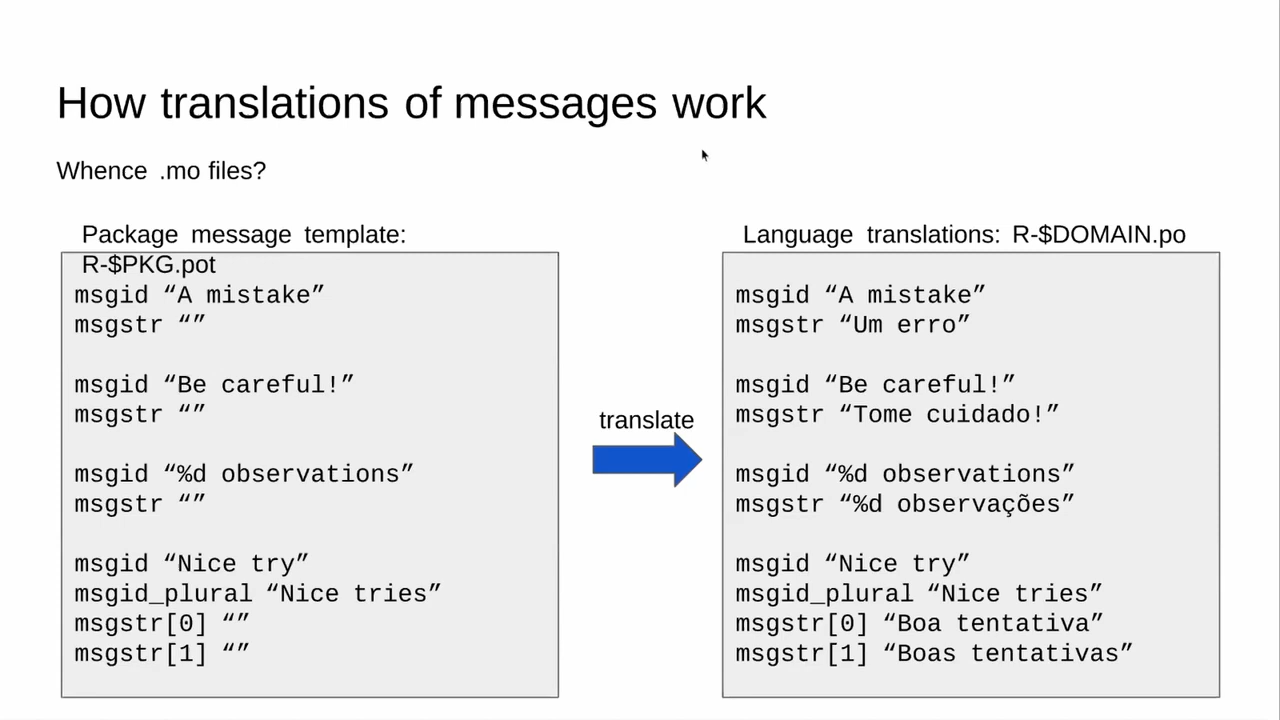 How translations of messages work
Whence .mo files?
Package message template:
R-$PKG.pot
msgid “A mistake”
msgstr “”
msgid “Be careful!”
msgstr “”
msgid “%d observations”
msgstr “”
msgid “Nice try”
msgid_plural “Nice tries”
msgstr[0] “”
msgstr[1] “”
translate
Language translations: R-$DOMAIN.po
msgid “A mistake”
msgstr “Um erro”
msgid “Be careful!”
msgstr “Tome cuidado!”
msgid “%d observations”
msgstr “%d observações”
msgid “Nice try”
msgid_plural “Nice tries”
msgstr[0] “Boa tentativa”
msgstr[1] “Boas tentativas”